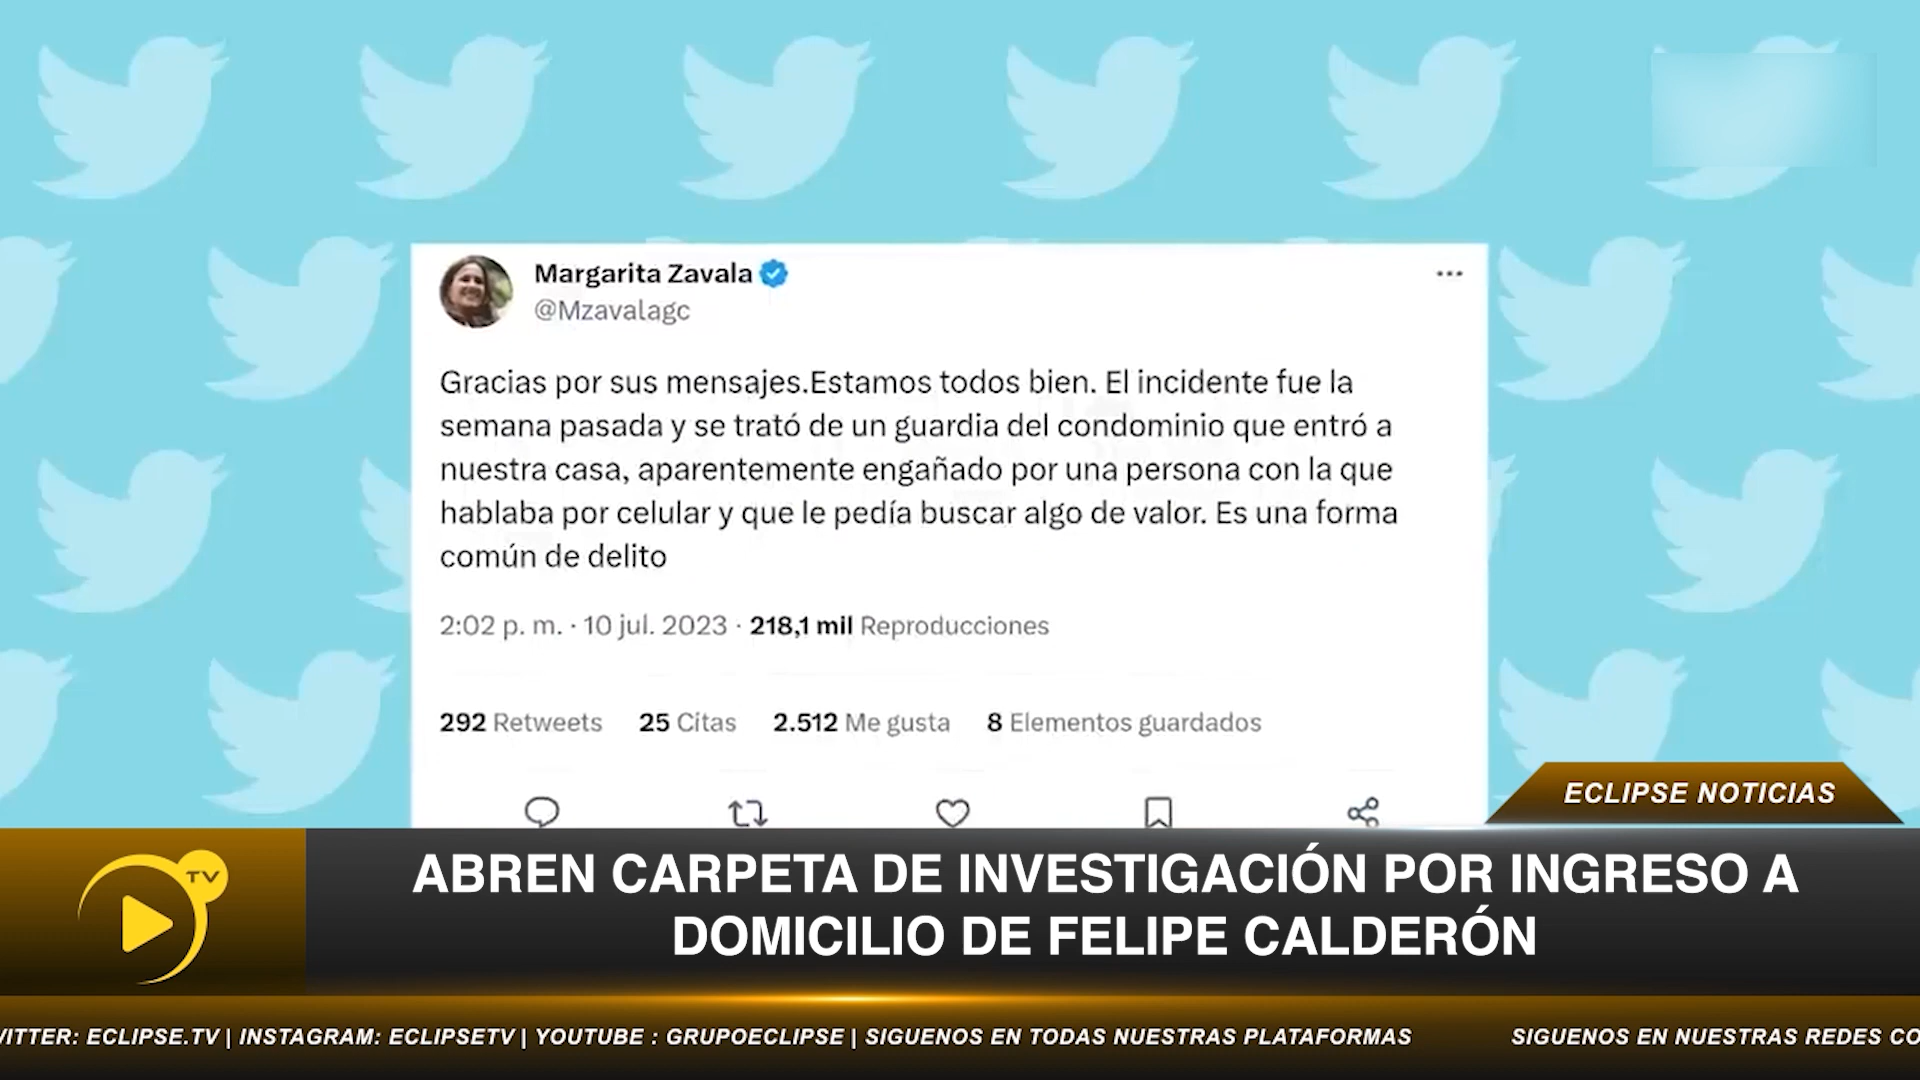 Margarita Zavala
@Mzavalagc
Gracias por sus mensajes.Estamos todos bien. El incidente fue la
semana pasada y se trató de un guardia del condominio que entró a
nuestra casa, aparentemente engañado por una persona con la que
hablaba por celular y que le pedía buscar algo de valor. Es una forma
común de delito
2:02 p. m. · 10 jul. 2023 · 218,1 mil Reproducciones
292 Retweets 25 Citas 2.512 Me gusta 8 Elementos guardados
ECLIPSE NOTICIAS
TV
ABREN CARPETA DE INVESTIGACIÓN POR INGRESO A
DOMICILIO DE FELIPE CALDERÓN
WITTER: ECLIPSE.TV | INSTAGRAM: ECLIPSETV | YOUTUBE : GRUPOECLIPSE | SIGUENOS EN TODAS NUESTRAS PLATAFORMAS SIGUENOS EN NUESTRAS REDES CO